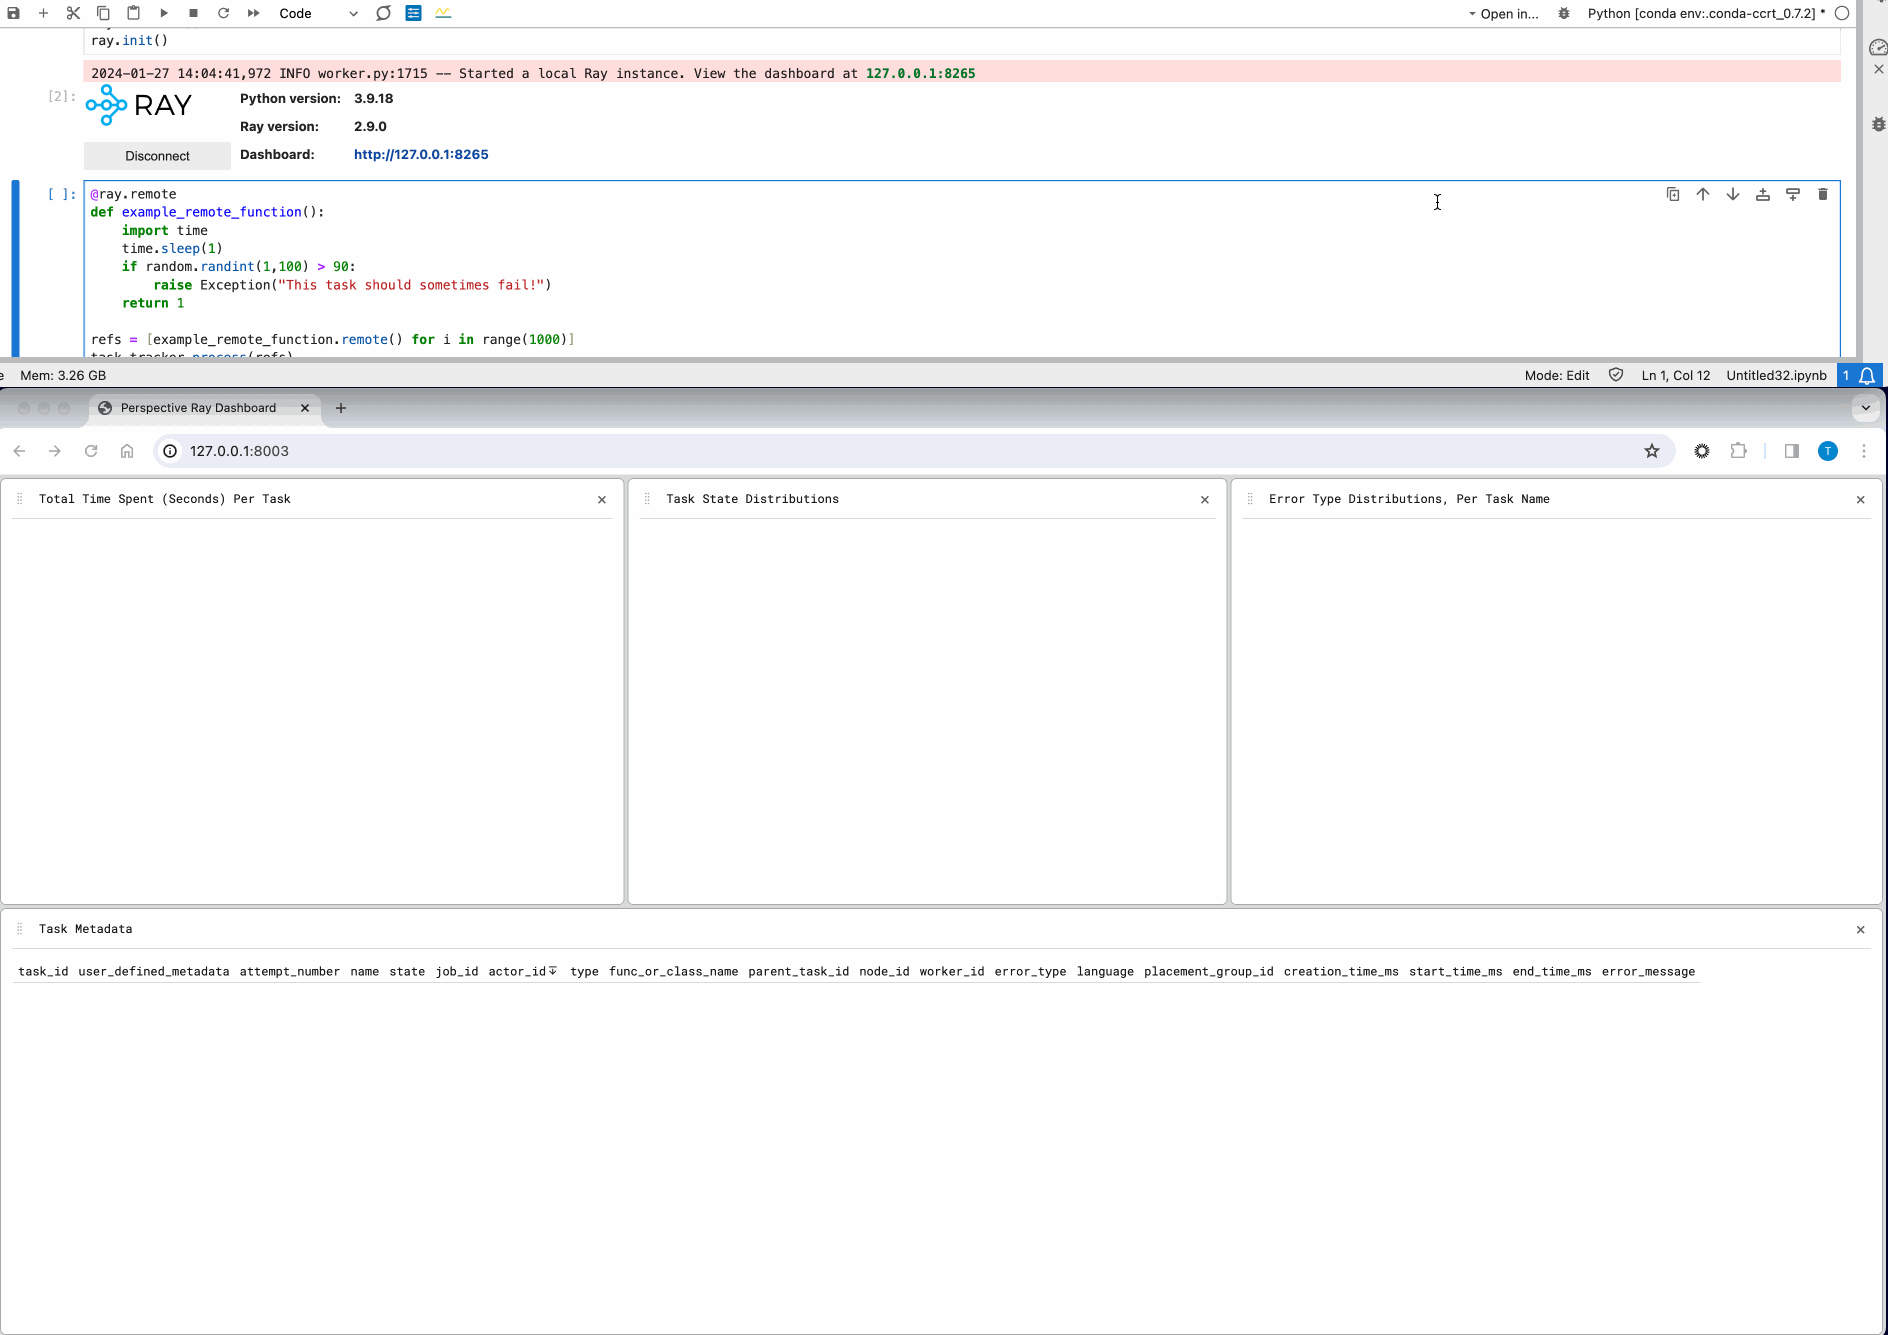 Code Open in... Python [conda env:.conda-ccrt_0.7.2] *
ray.init()
2024-01-27 14:04:41,972 INFO worker.py:1715 -- Started a local Ray instance. View the dashboard at 127.0.0.1:8265
[2]: RAY Python version: 3.9.18
Ray version: 2.9.0
Disconnect Dashboard: http://127.0.0.1:8265
[ ]: @ray.remote
def example_remote_function():
    import time
    time.sleep(1)
    if random.randint(1,100) > 90:
        raise Exception("This task should sometimes fail!")
    return 1
refs = [example_remote_function.remote() for i in range(1000)]
task_tracker.process(refs)
e Mem: 3.26 GB Mode: Edit Ln 1, Col 12 Untitled32.ipynb 1
Perspective Ray Dashboard
127.0.0.1:8003 T
Total Time Spent (Seconds) Per Task Task State Distributions Error Type Distributions, Per Task Name
Task Metadata
task_id user_defined_metadata attempt_number name state job_id actor_id type func_or_class_name parent_task_id node_id worker_id error_type language placement_group_id creation_time_ms start_time_ms end_time_ms error_message